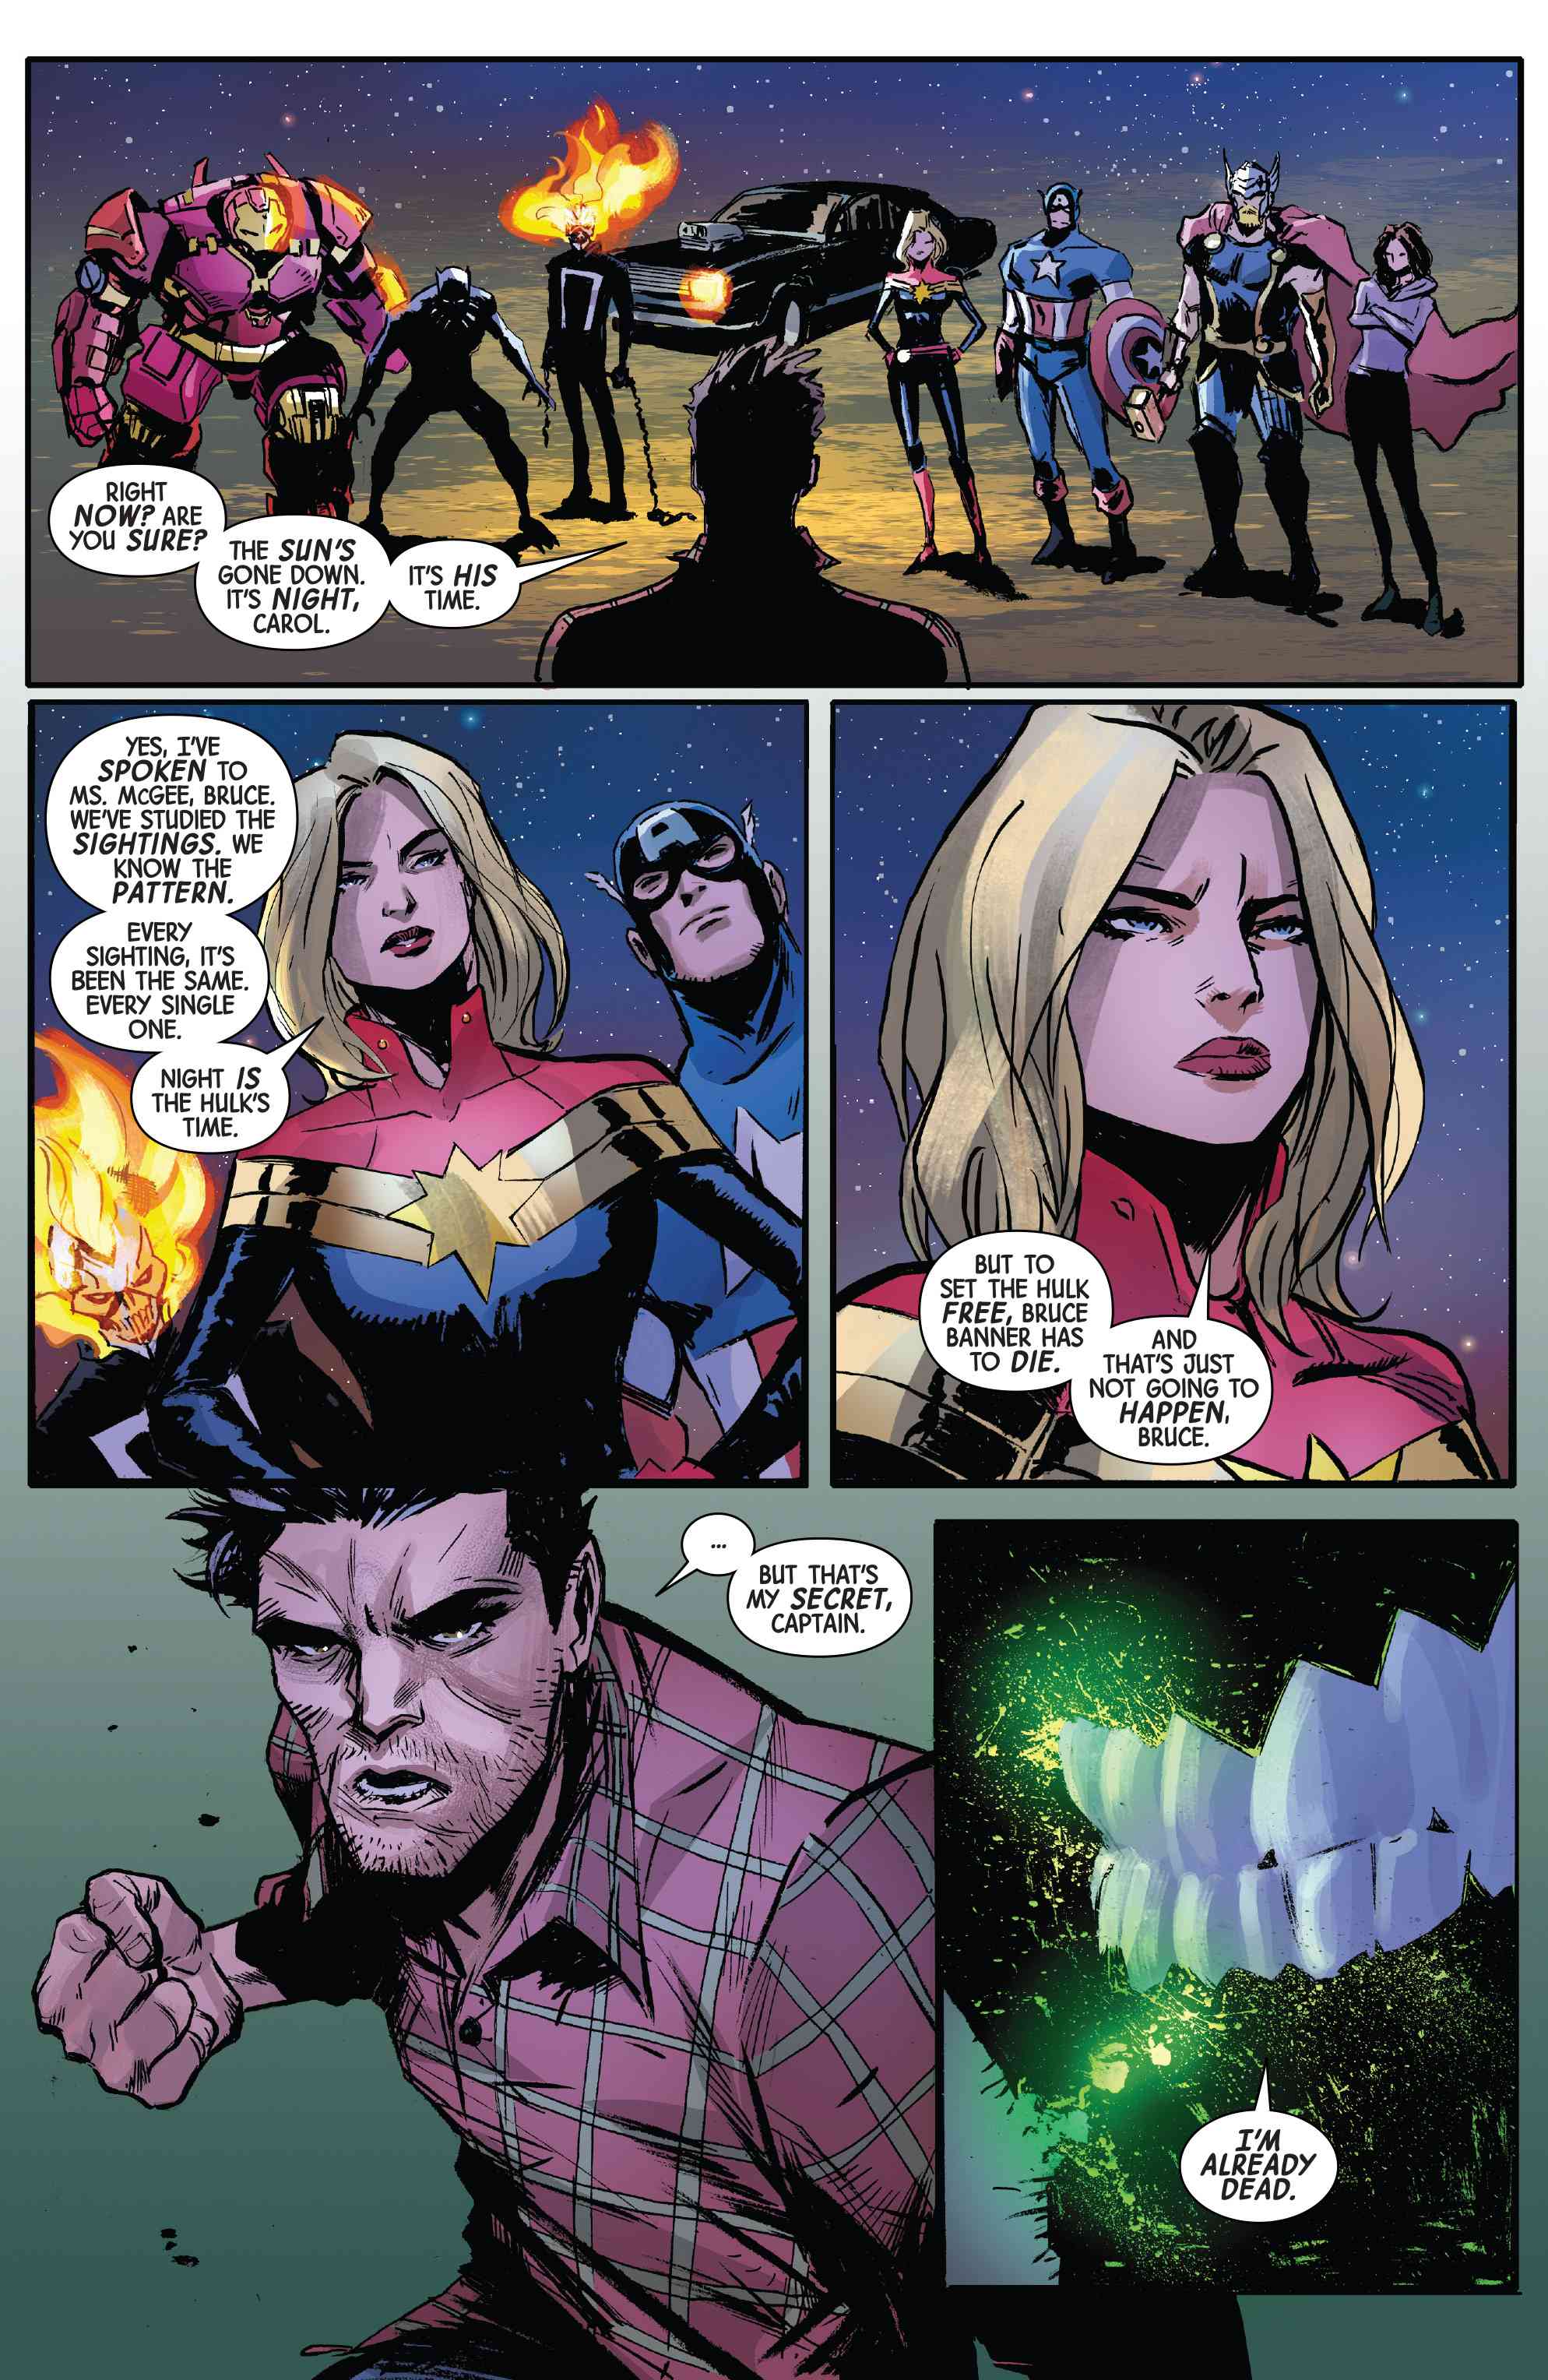 RIGHT
NOW? ARE
YOU SURE?
THE SUN'S
GONE DOWN.
IT'S NIGHT,
CAROL.
IT'S HIS
TIME.
YES, I'VE
SPOKEN TO
MS. McGEE, BRUCE.
WE'VE STUDIED THE
SIGHTINGS. WE
KNOW THE
PATTERN.
EVERY
SIGHTING, IT'S
BEEN THE SAME.
EVERY SINGLE
ONE.
NIGHT IS
THE HULK'S
TIME.
A
BUT TO
SET THE HULK
FREE, BRUCE
BANNER HAS
TO DIE.
AND
THAT'S JUST
NOT GOING TO
HAPPEN,
BRUCE.
...
BUT THAT'S
MY SECRET,
CAPTAIN.
I'M
ALREADY
DEAD.